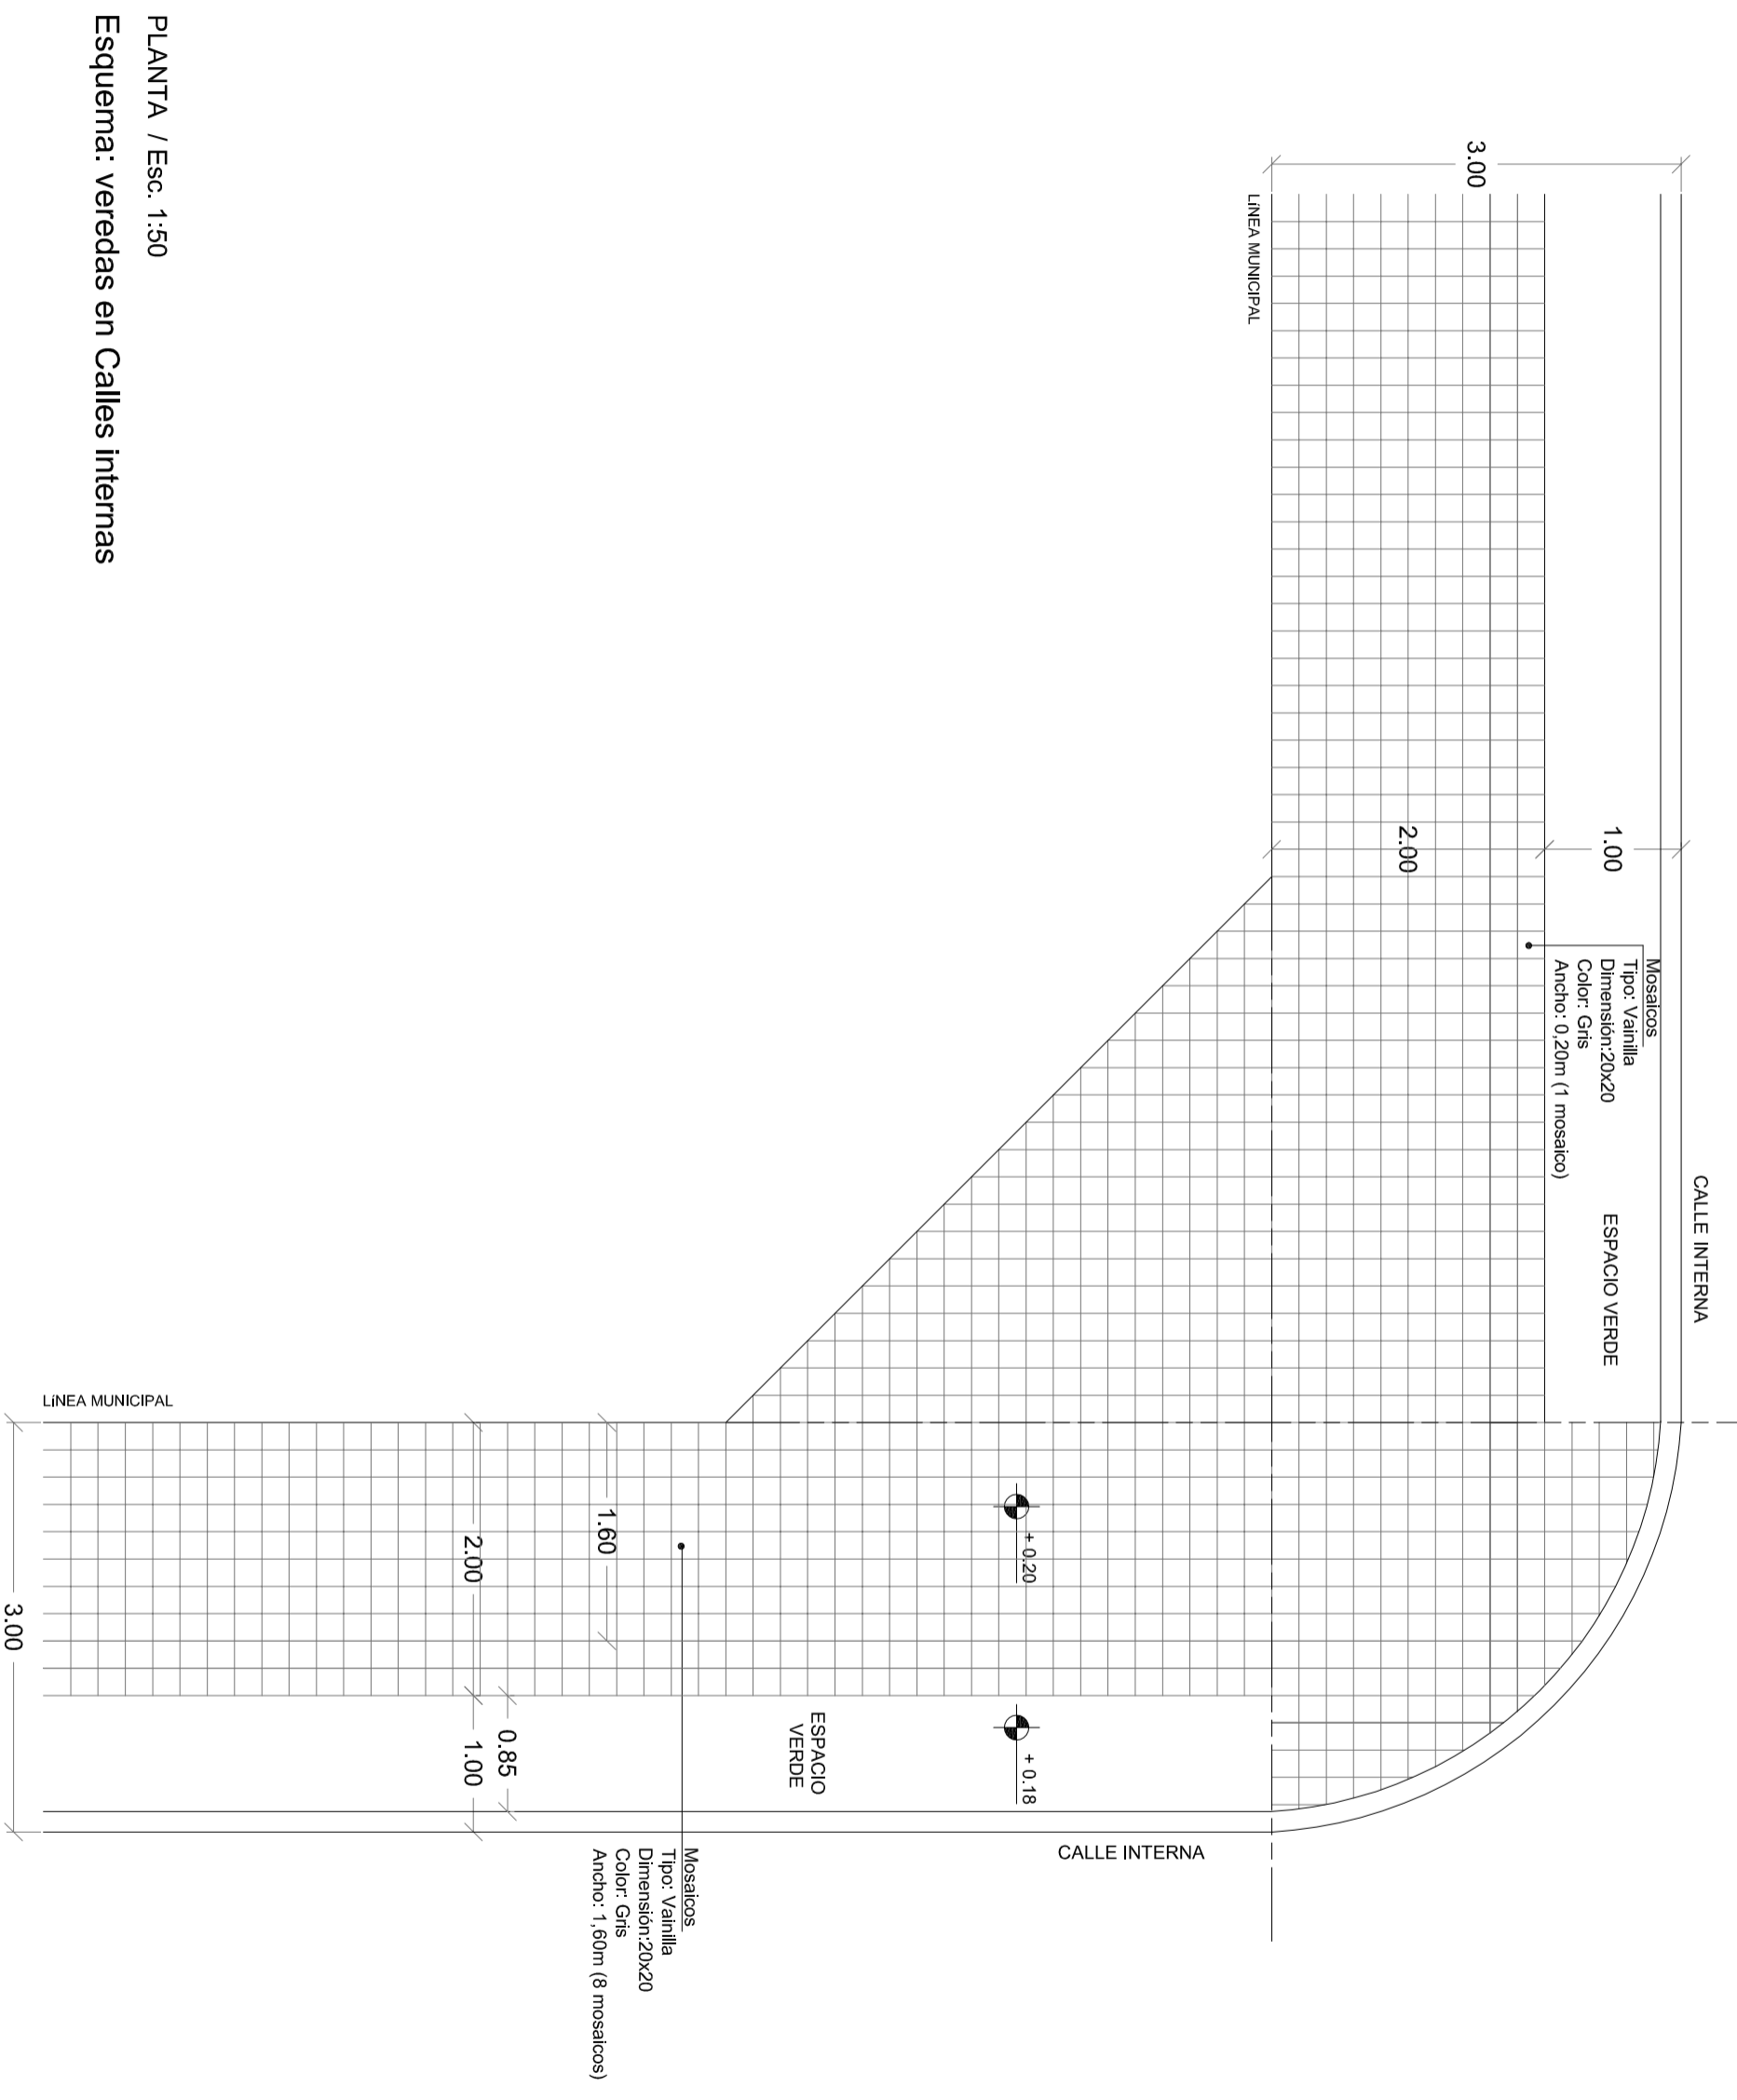 CALLE INTERNA
ESPACIO VERDE
Mosaicos
Tipo: Vainilla
Dimensión:20x20
Color: Gris
Ancho: 0,20m (1 mosaico)
3.00
1.00
2.00
LíNEA MUNICIPAL
+ 0.20
+ 0.18
CALLE INTERNA
ESPACIO
VERDE
1.60
0.85
2.00
1.00
3.00
LíNEA MUNICIPAL
Mosaicos
Tipo: Vainilla
Dimensión:20x20
Color: Gris
Ancho: 1,60m (8 mosaicos)
PLANTA / Esc. 1:50
Esquema: veredas en Calles internas